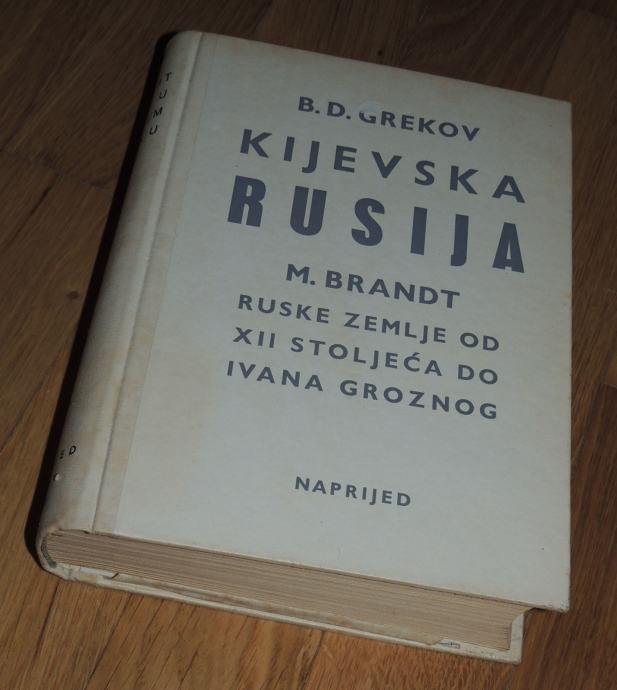 B. D. GREKOV
KIJEVSKA
RUSIJA
M. BRANDT
RUSKE ZEMLJE OD
XII STOLJEĆA DO
IVANA GROZNOG
NAPRIJED